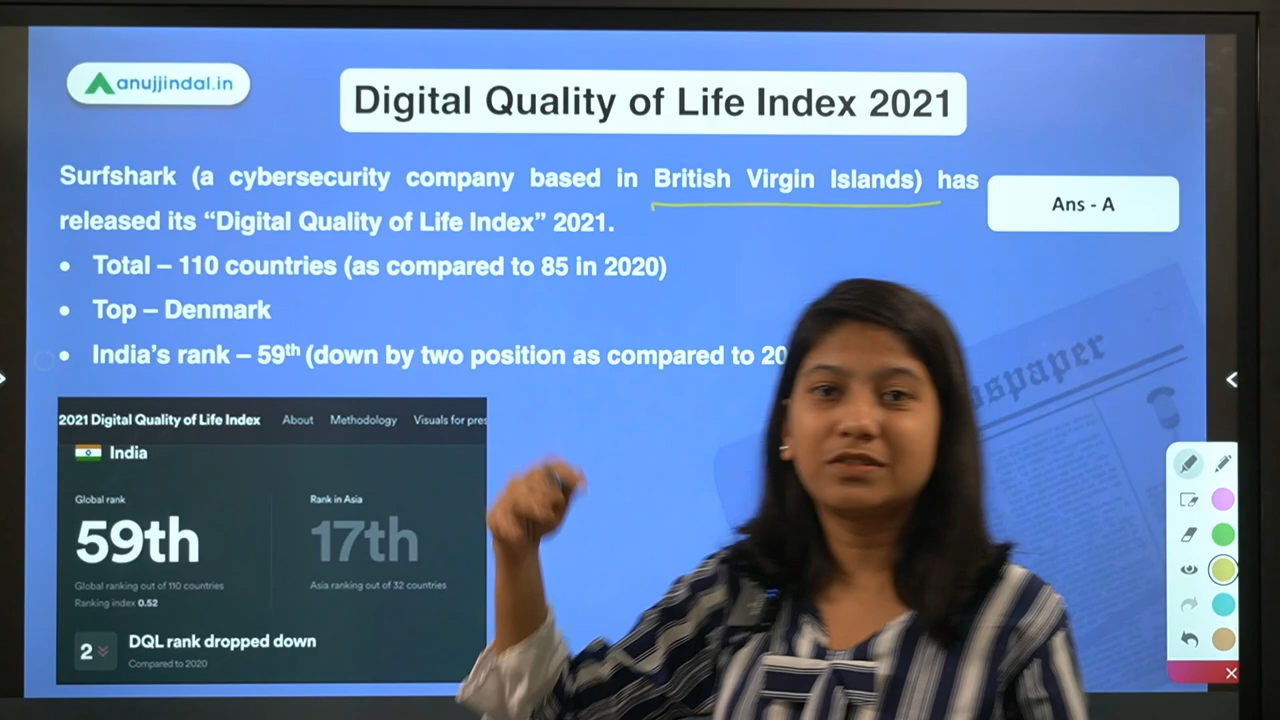 anujjindal.in
Digital Quality of Life Index 2021
Surfshark (a cybersecurity company based in British Virgin Islands) has
released its “Digital Quality of Life Index” 2021.
Ans - A
• Total – 110 countries (as compared to 85 in 2020)
• Top – Denmark
• India’s rank – 59th (down by two position as compared to 20
spaper
2021 Digital Quality of Life Index About Methodology Visuals for pres
India
Global rank
59th
Global ranking out of 110 countries
Ranking index 0.52
Rank in Asia
17th
Asia ranking out of 32 countries
2 DQL rank dropped down
Compared to 2020